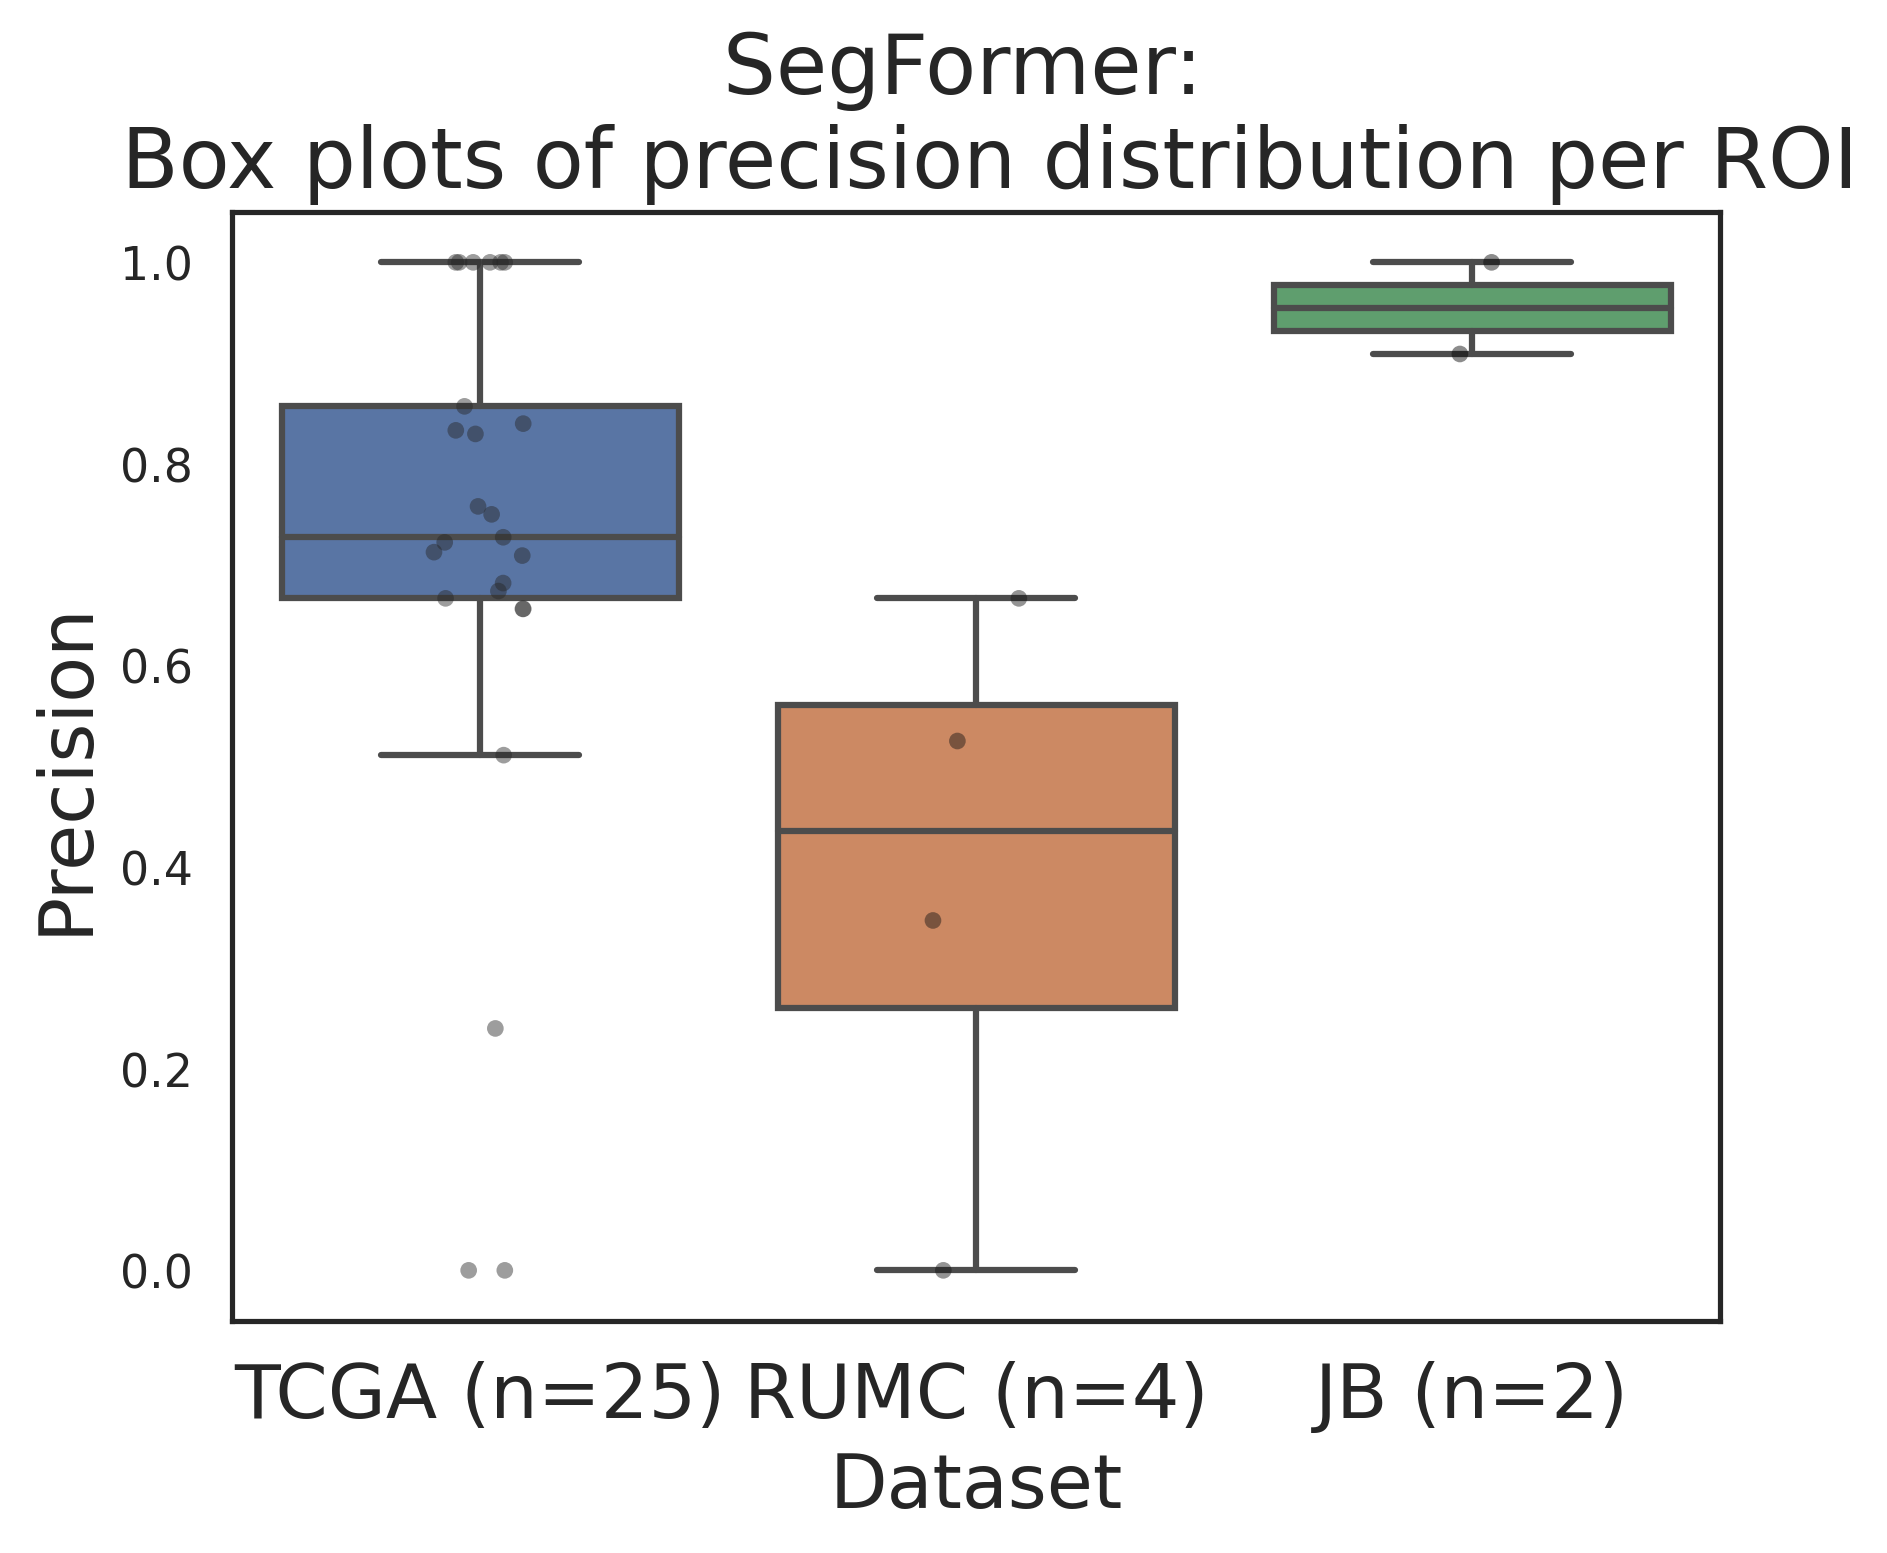 SegFormer:
Box plots of precision distribution per ROI
1.0
0.8
0.6
0.4
0.2
0.0
Precision
TCGA (n=25) RUMC (n=4) JB (n=2)
Dataset